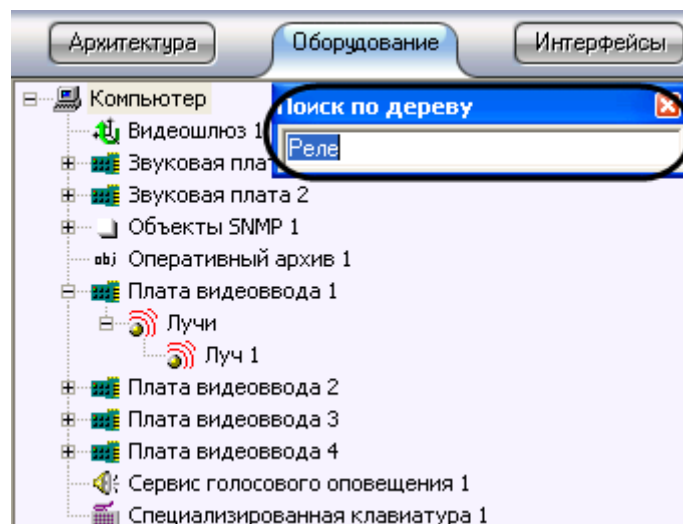 Архитектура Оборудование Интерфейсы
Компьютер
Поиск по дереву
Видеошлюз 1
Реле
Звуковая плат
Звуковая плата 2
Объекты SNMP 1
obj Оперативный архив 1
Плата видеоввода 1
Лучи
Луч 1
Плата видеоввода 2
Плата видеоввода 3
Плата видеоввода 4
Сервис голосового оповещения 1
Специализированная клавиатура 1